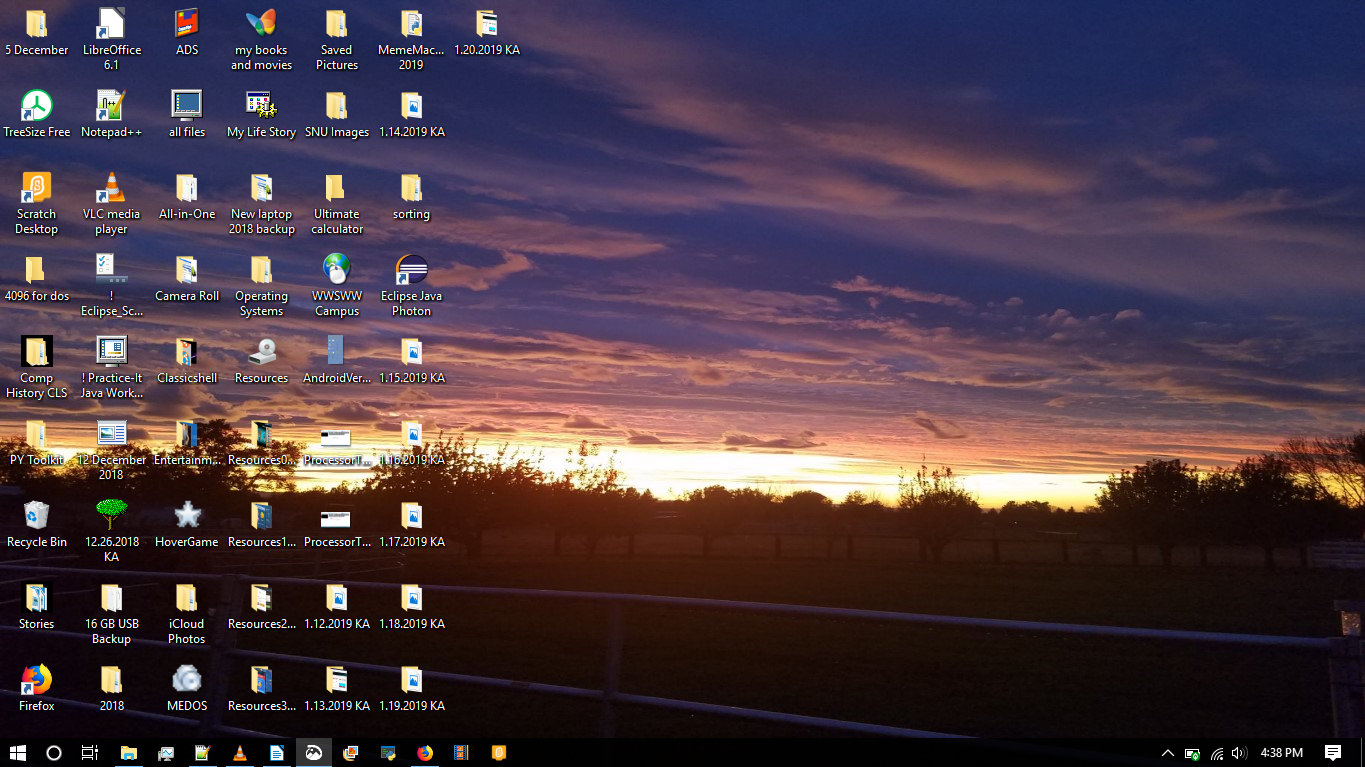 5 December
LibreOffice
6.1
ADS
my books
and movies
Saved
Pictures
MemeMac...
2019
1.20.2019 KA
TreeSize Free
Notepad++
all files
My Life Story
SNU Images
1.14.2019 KA
Scratch
Desktop
VLC media
player
All-in-One
New laptop
2018 backup
Ultimate
calculator
sorting
4096 for dos
!
Eclipse_Sc...
Camera Roll
Operating
Systems
WWSWW
Campus
Eclipse Java
Photon
Comp
History CLS
! Practice-It
Java Work...
Classicshell
Resources
AndroidVer...
1.15.2019 KA
PY Toolkit
12 December
2018
Entertainm...
Resources0...
ProcessorT...
1.16.2019 KA
Recycle Bin
12.26.2018
KA
HoverGame
Resources1...
ProcessorT...
1.17.2019 KA
Stories
16 GB USB
Backup
iCloud
Photos
Resources2...
1.12.2019 KA
1.18.2019 KA
Firefox
2018
MEDOS
Resources3...
1.13.2019 KA
1.19.2019 KA
4:38 PM